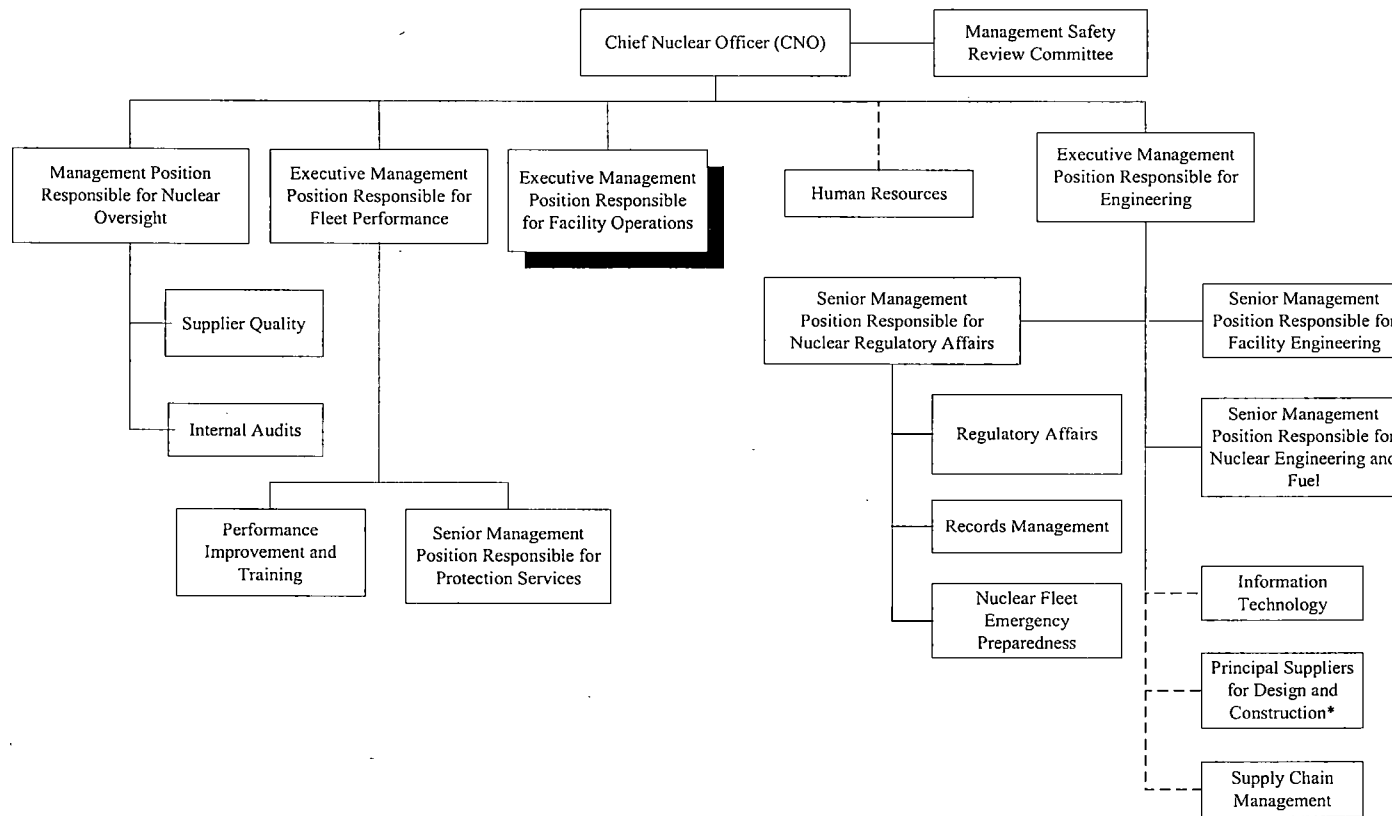 Chief Nuclear Officer (CNO)
Management Safety
Review Committee
Management Position
Responsible for Nuclear
Oversight
Executive Management
Position Responsible for
Fleet Performance
Executive Management
Position Responsible
for Facility Operations
Human Resources
Executive Management
Position Responsible for
Engineering
Supplier Quality
Internal Audits
Performance
Improvement and
Training
Senior Management
Position Responsible for
Protection Services
Senior Management
Position Responsible for
Nuclear Regulatory Affairs
Regulatory Affairs
Records Management
Nuclear Fleet
Emergency
Preparedness
Senior Management
Position Responsible for
Facility Engineering
Senior Management
Position Responsible for
Nuclear Engineering and
Fuel
Information
Technology
Principal Suppliers
for Design and
Construction*
Supply Chain
Management